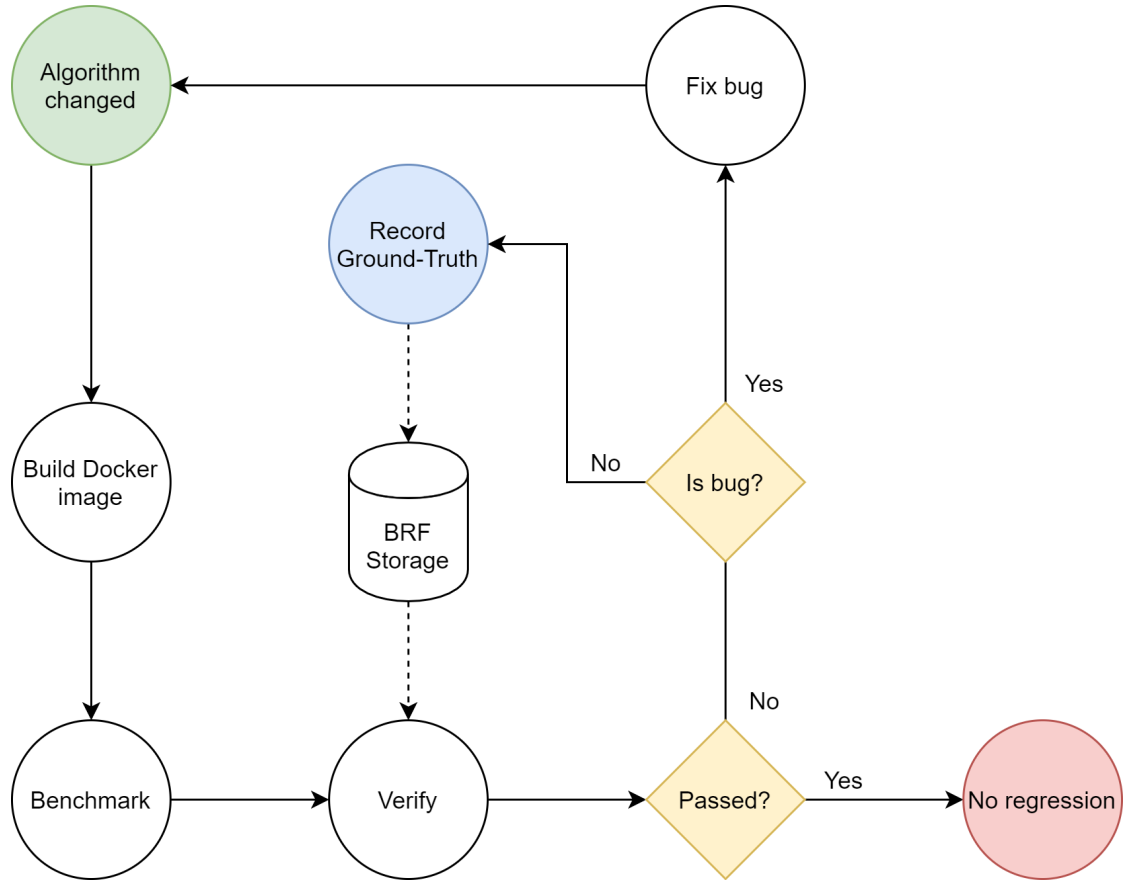 Algorithm
changed
Fix bug
Record
Ground-Truth
Yes
No
Is bug?
Build Docker
image
BRF
Storage
No
Yes
Benchmark
Verify
Passed?
No regression